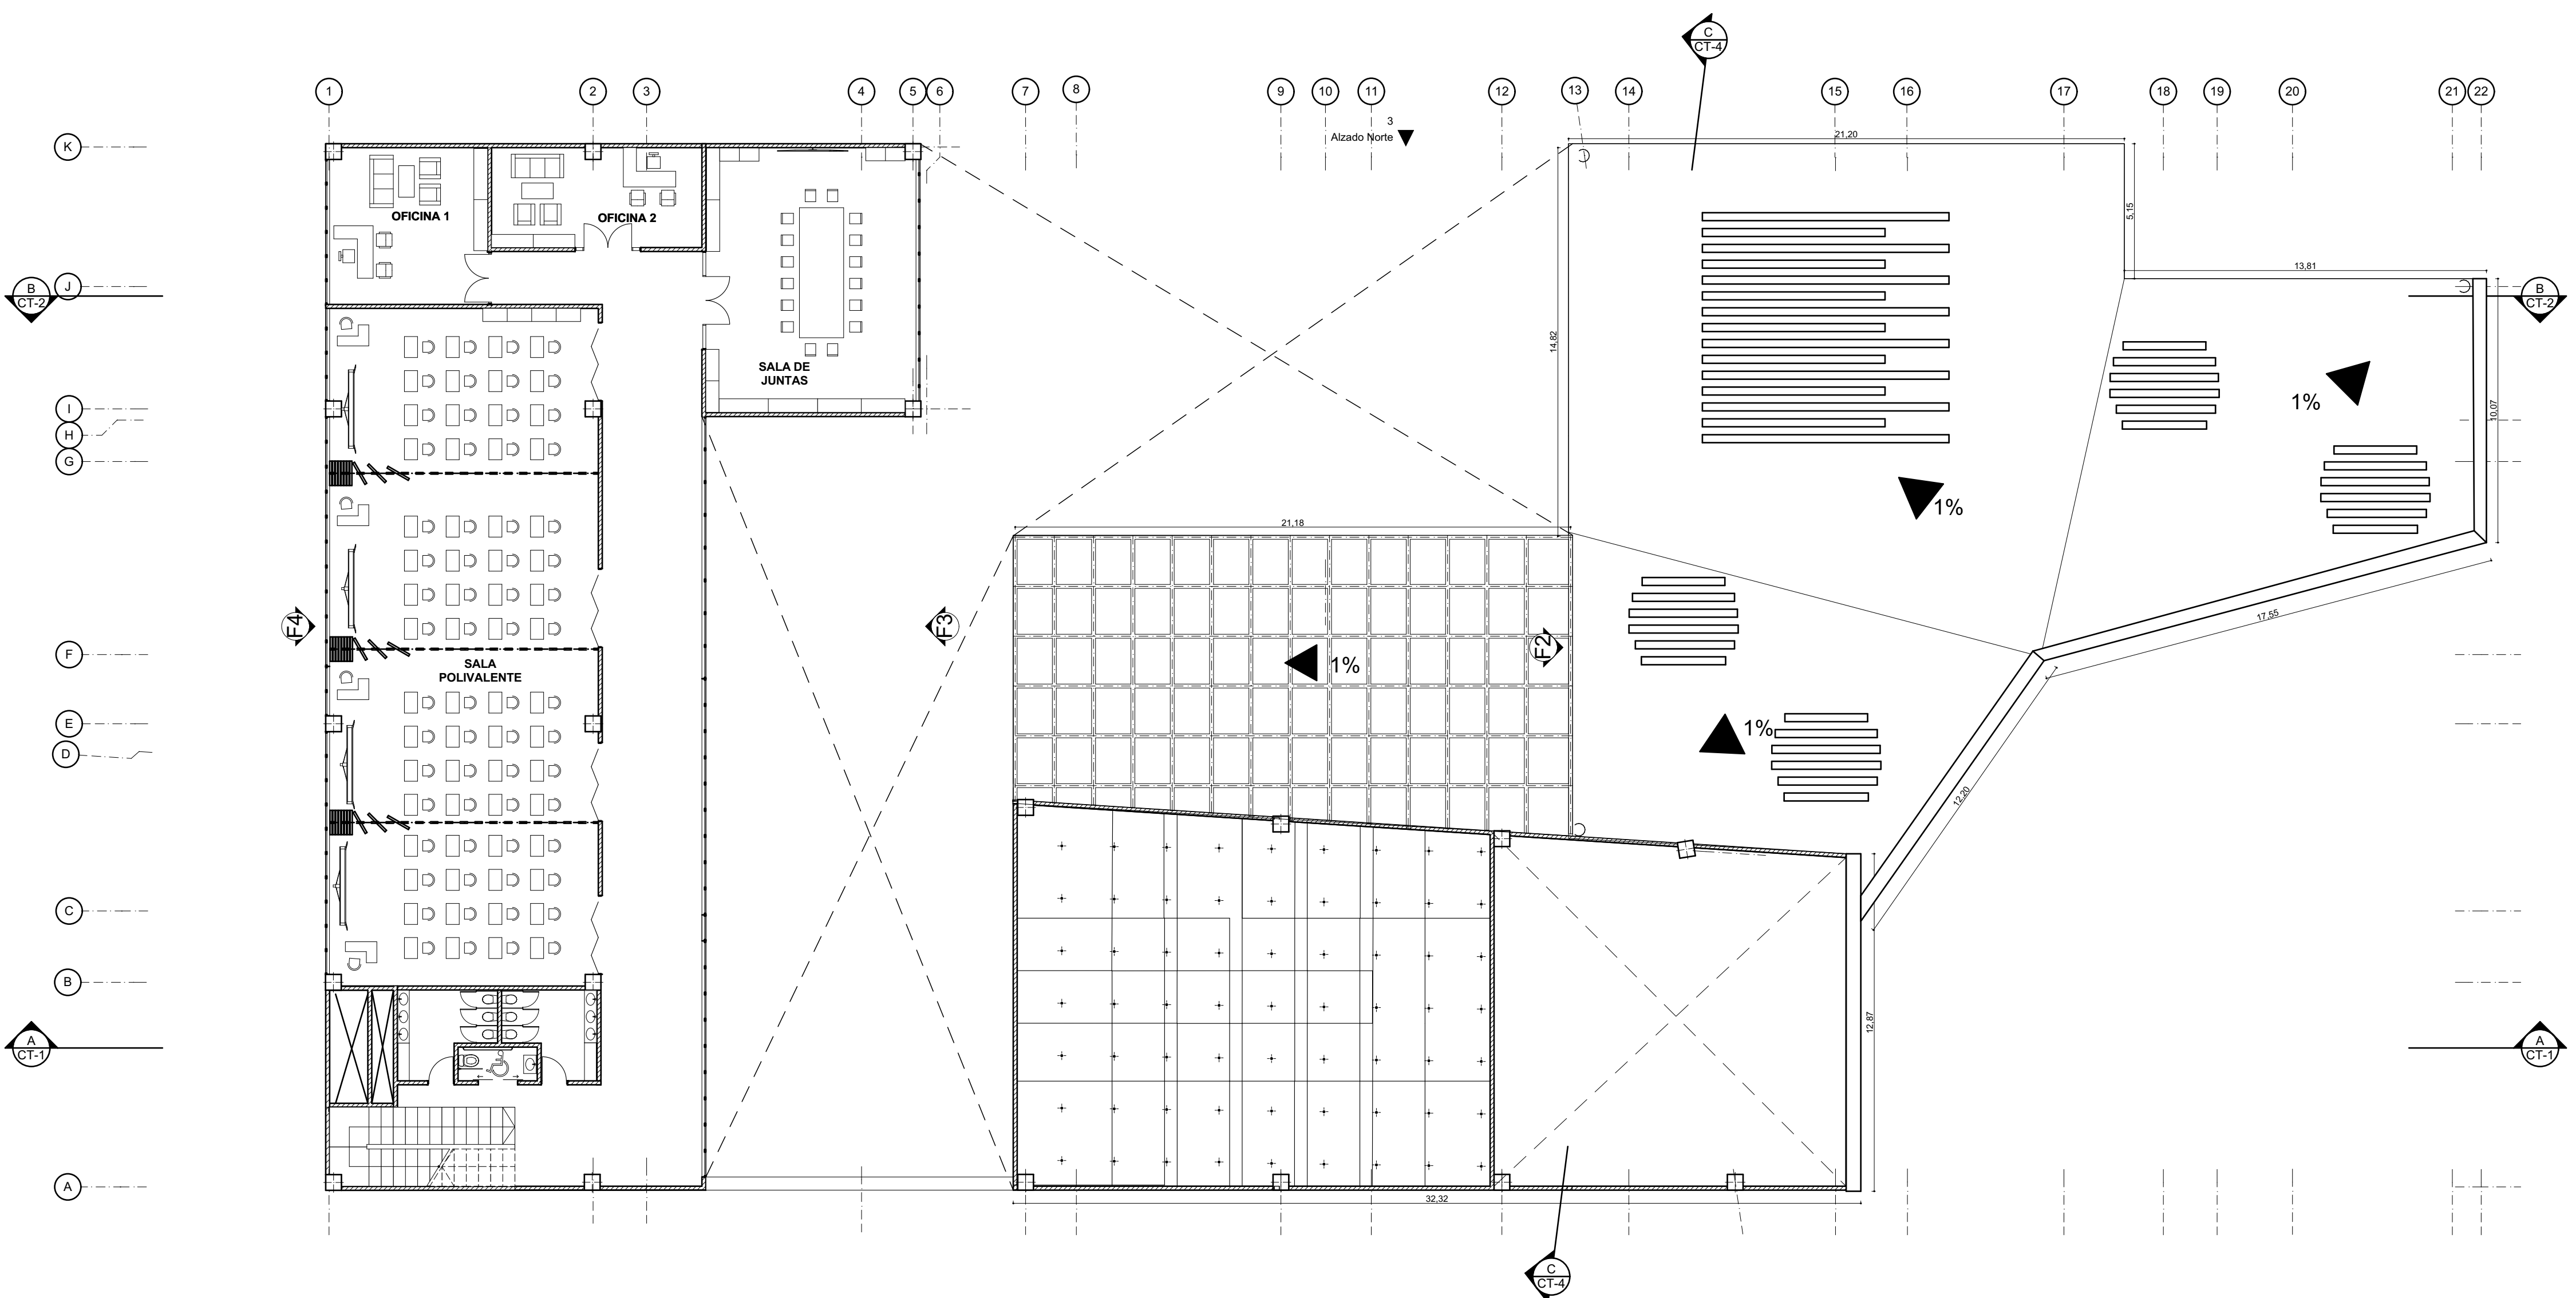 C
CT-4
1
2
3
4
5
6
7
8
9
10
11
12
13
14
15
16
17
18
19
20
21
22
3
Alzado Norte
21,20
K
5,15
OFICINA 1
OFICINA 2
13,81
J
B
CT-2
B
CT-2
14,82
SALA DE
JUNTAS
1%
10,07
I
H
G
1%
21,18
F4
F3
F2
17,55
F
SALA
POLIVALENTE
1%
E
D
1%
12,20
C
B
12,87
A
CT-1
A
CT-1
A
32,32
C
CT-4